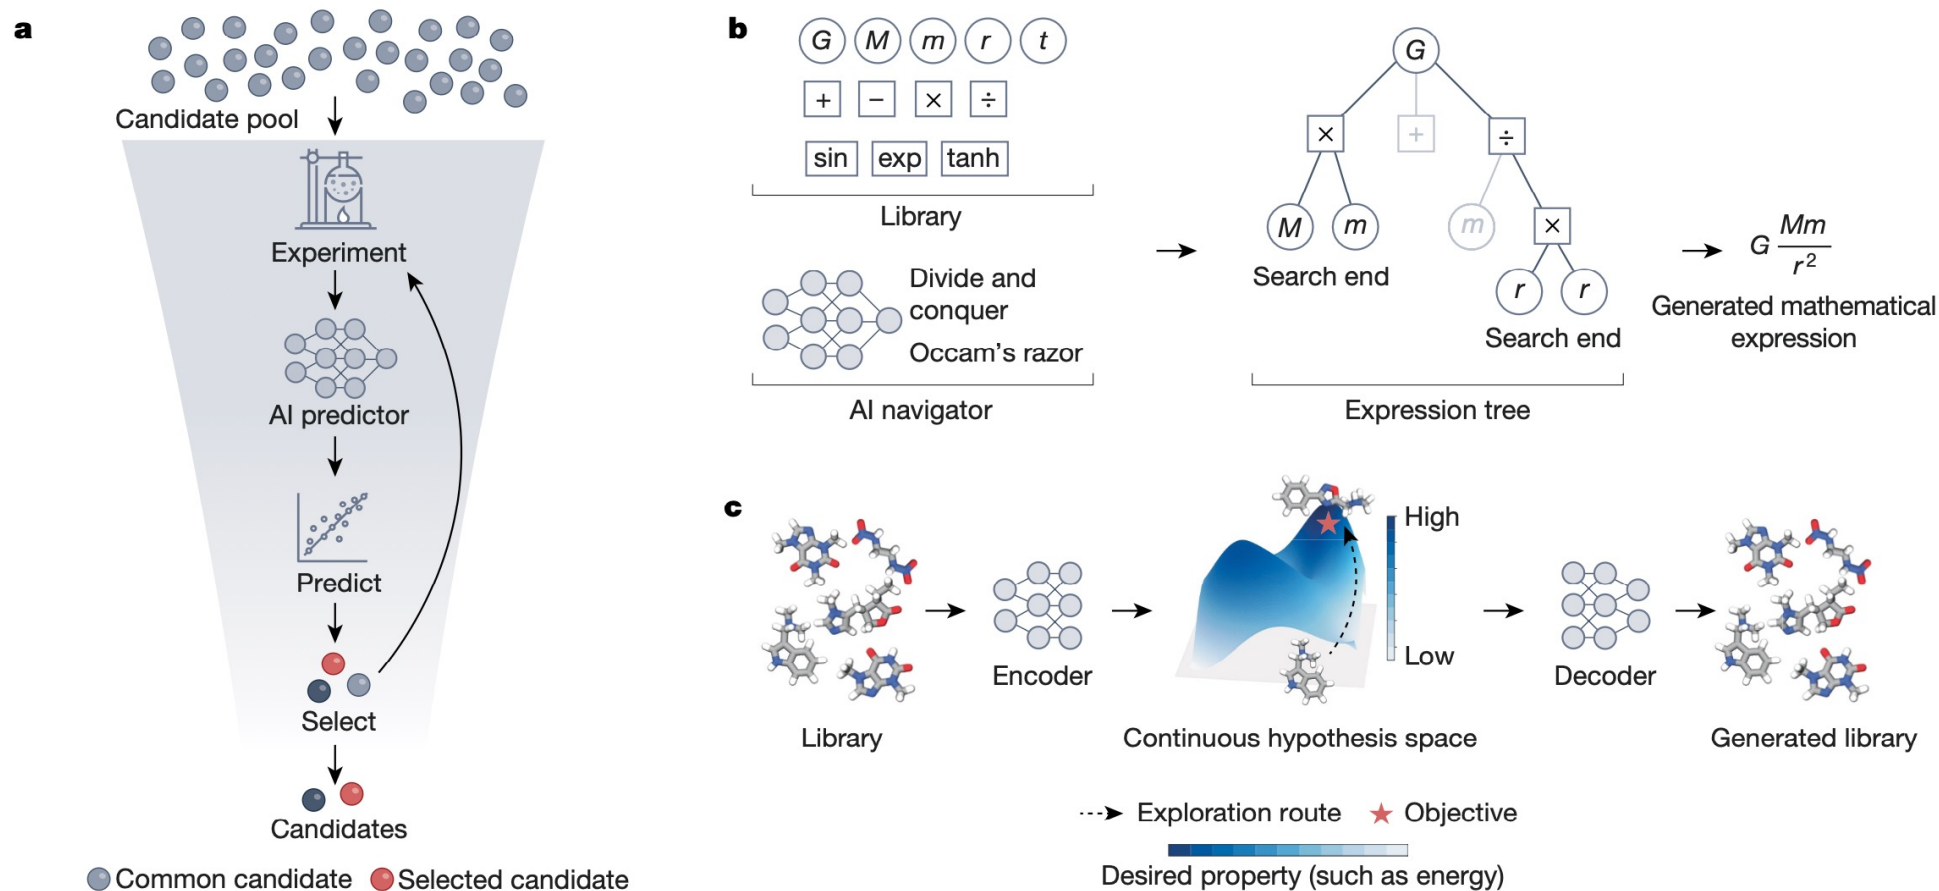 a
Candidate pool
Experiment
AI predictor
Predict
Select
Candidates
Common candidate
Selected candidate
b
G M m r t
+ − × ÷
sin exp tanh
Library
Divide and
conquer
Occam's razor
AI navigator
G
× + ÷
M m m ×
Search end
r r
Search end
Expression tree
G Mm
r²
Generated mathematical
expression
c
Library
Encoder
High
Low
Continuous hypothesis space
Decoder
Generated library
Exploration route
Objective
Desired property (such as energy)